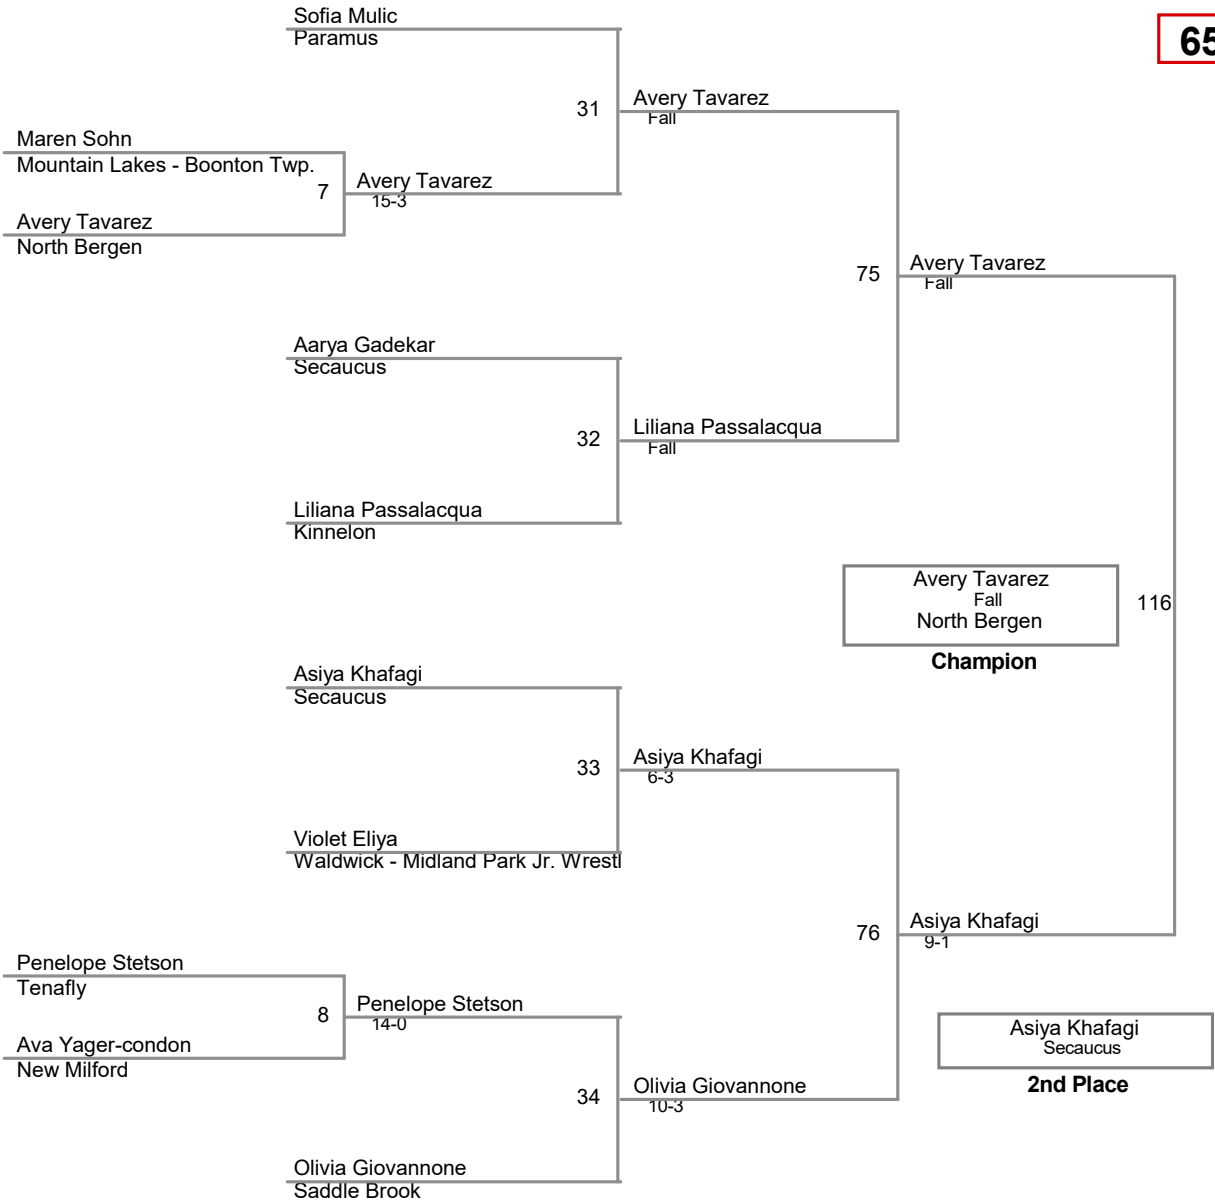 Sofia Mulic
Paramus
65
31
Avery Tavarez
Fall
Maren Sohn
Mountain Lakes - Boonton Twp.
7
Avery Tavarez
15-3
Avery Tavarez
North Bergen
75
Avery Tavarez
Fall
Aarya Gadekar
Secaucus
32
Liliana Passalacqua
Fall
Liliana Passalacqua
Kinnelon
Avery Tavarez
Fall
North Bergen
116
Champion
Asiya Khafagi
Secaucus
33
Asiya Khafagi
6-3
Violet Eliya
Waldwick - Midland Park Jr. Wrestl
76
Asiya Khafagi
9-1
Penelope Stetson
Tenafly
8
Penelope Stetson
14-0
Ava Yager-condon
New Milford
Asiya Khafagi
Secaucus
2nd Place
34
Olivia Giovannone
10-3
Olivia Giovannone
Saddle Brook